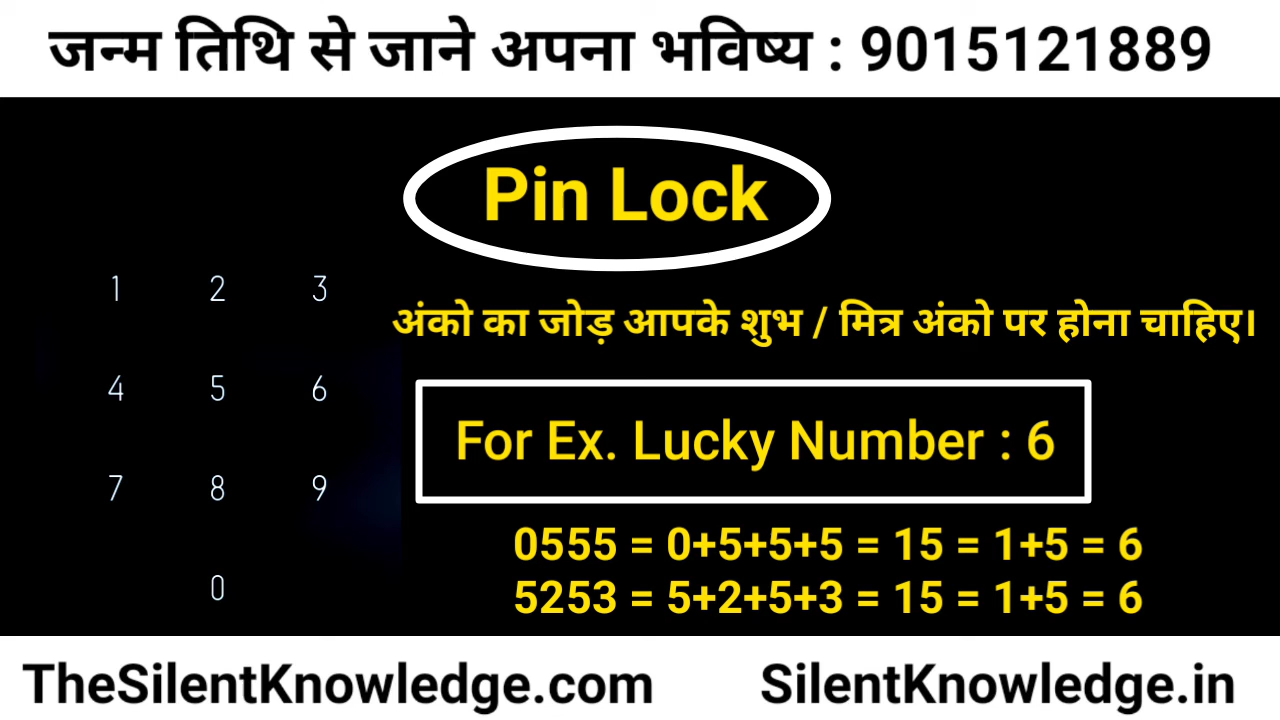 जन्म तिथि से जाने अपना भविष्य : 9015121889
Pin Lock
1 2 3
अंको का जोड़ आपके शुभ / मित्र अंको पर होना चाहिए।
4 5 6
For Ex. Lucky Number : 6
7 8 9
0555 = 0+5+5+5 = 15 = 1+5 = 6
0
5253 = 5+2+5+3 = 15 = 1+5 = 6
TheSilentKnowledge.com SilentKnowledge.in